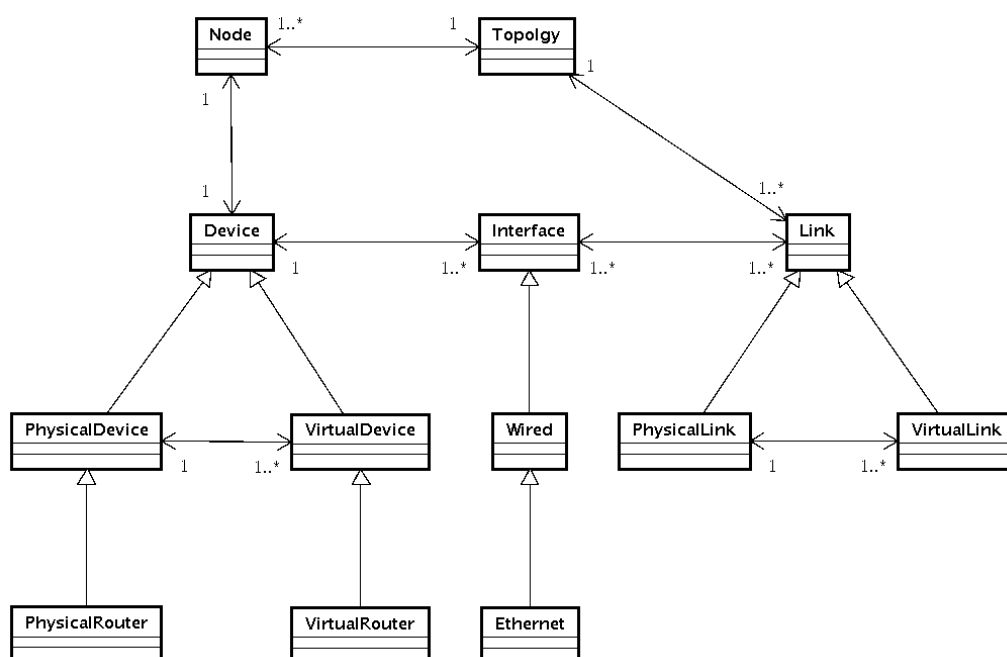 1..*
1
Node
Topolgy
1
1
1
1..*
Device
Interface
Link
1
1..*
1..*
1..*
PhysicalDevice
VirtualDevice
Wired
PhysicalLink
VirtualLink
1
1..*
1
1..*
PhysicalRouter
VirtualRouter
Ethernet